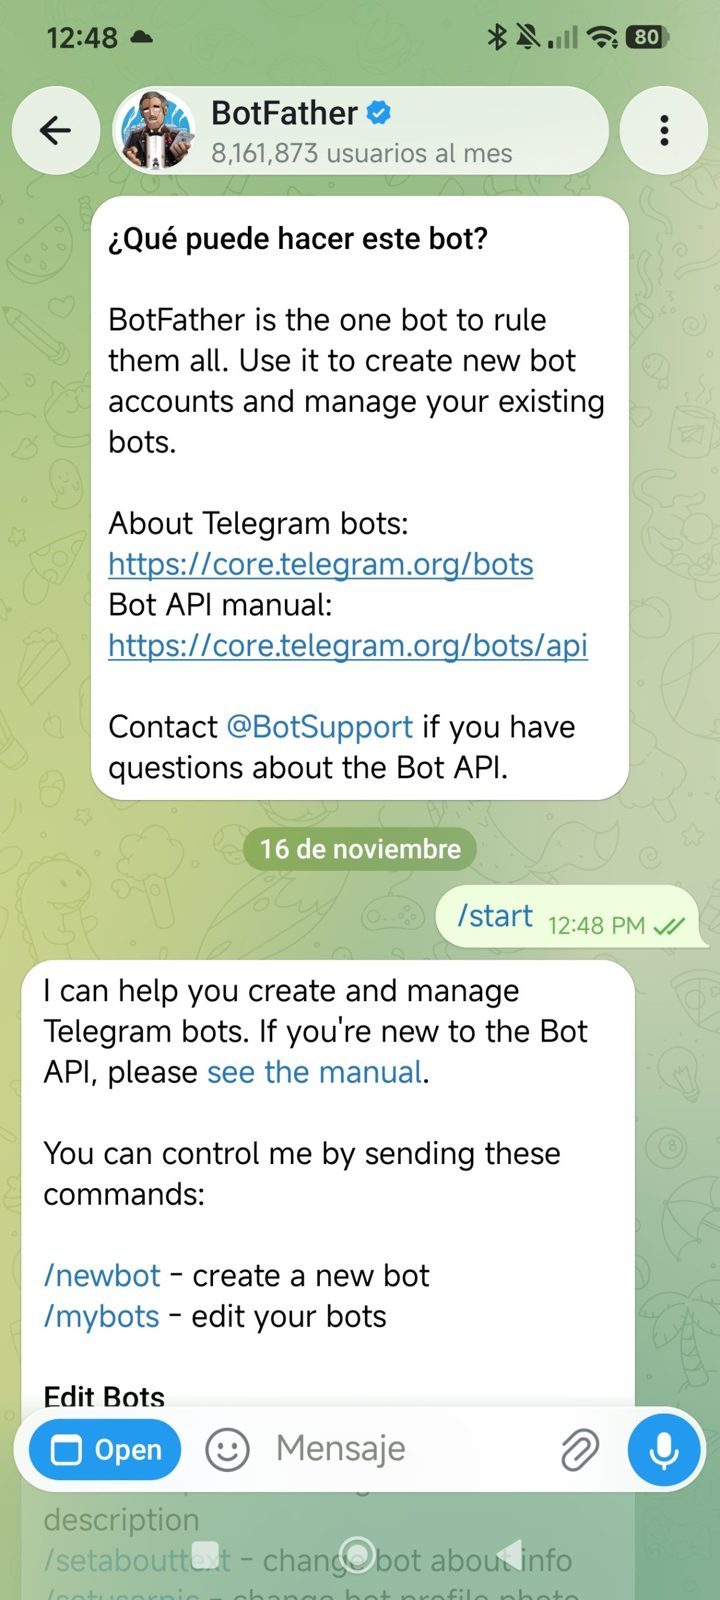 12:48
80
BotFather
8,161,873 usuarios al mes
¿Qué puede hacer este bot?
BotFather is the one bot to rule
them all. Use it to create new bot
accounts and manage your existing
bots.
About Telegram bots:
https://core.telegram.org/bots
Bot API manual:
https://core.telegram.org/bots/api
Contact @BotSupport if you have
questions about the Bot API.
16 de noviembre
/start 12:48 PM
I can help you create and manage
Telegram bots. If you're new to the Bot
API, please see the manual.
You can control me by sending these
commands:
/newbot - create a new bot
/mybots - edit your bots
Edit Bots
Open Mensaje
description
/setabouttext - change bot about info
/setuserpic - change bot profile photo